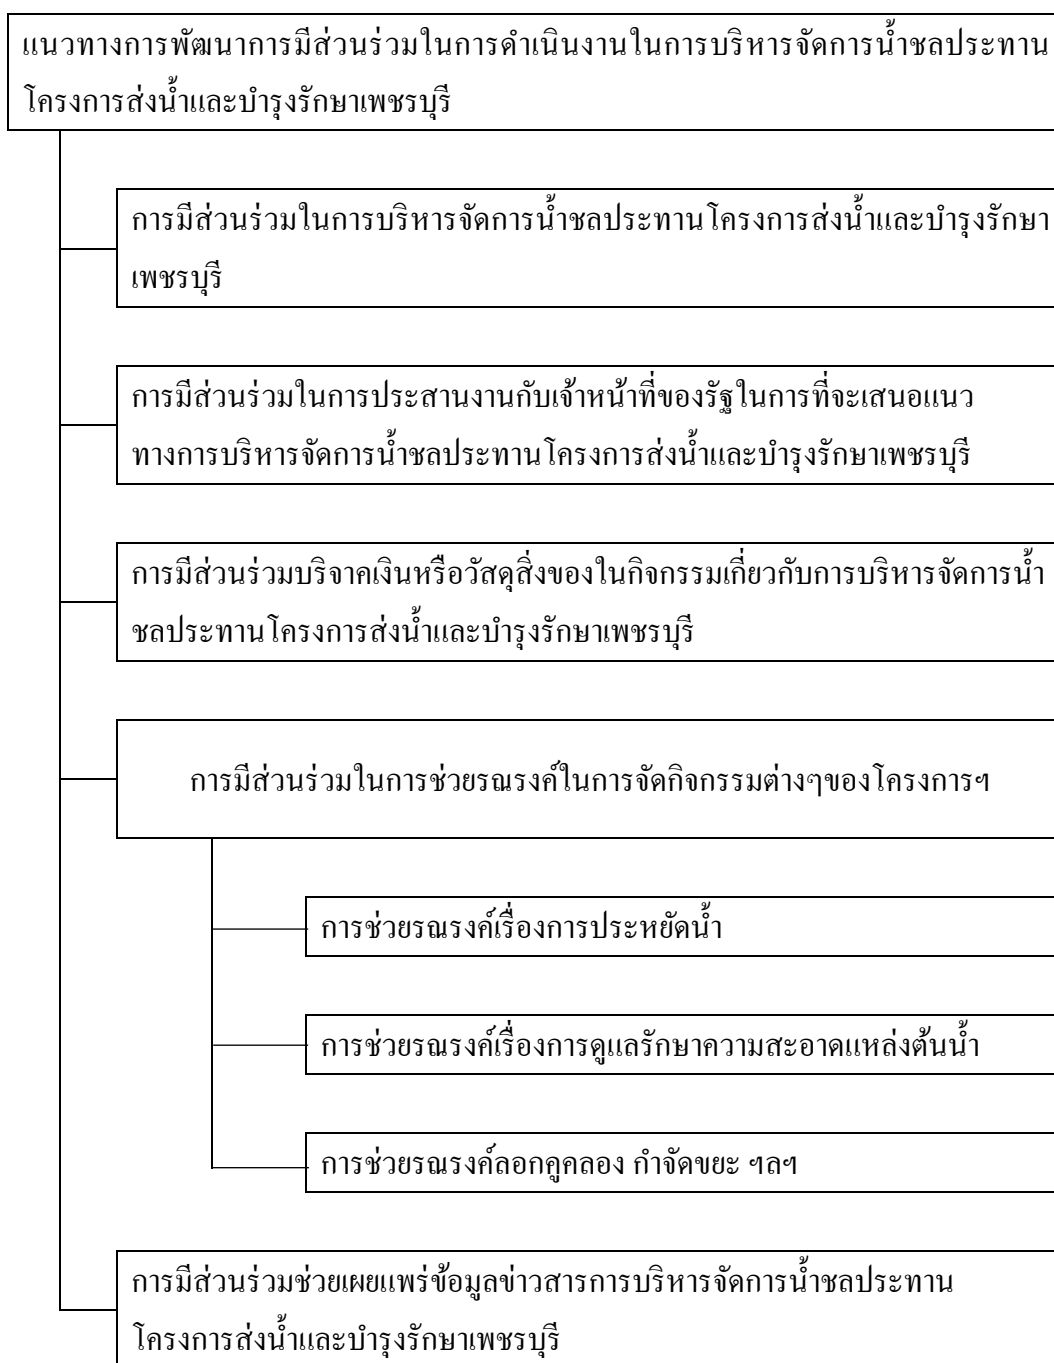 แนวทางการพัฒนาการมีส่วนร่วมในการดำเนินงานในการบริหารจัดการน้ำชลประทาน
โครงการส่งน้ำและบำรุงรักษาเพชรบุรี
การมีส่วนร่วมในการบริหารจัดการน้ำชลประทานโครงการส่งน้ำและบำรุงรักษา
เพชรบุรี
การมีส่วนร่วมในการประสานงานกับเจ้าหน้าที่ของรัฐในการที่จะเสนอแนว
ทางการบริหารจัดการน้ำชลประทานโครงการส่งน้ำและบำรุงรักษาเพชรบุรี
การมีส่วนร่วมบริจาคเงินหรือวัสดุสิ่งของในกิจกรรมเกี่ยวกับการบริหารจัดการน้ำ
ชลประทานโครงการส่งน้ำและบำรุงรักษาเพชรบุรี
การมีส่วนร่วมในการช่วยรณรงค์ในการจัดกิจกรรมต่างๆของโครงการฯ
การช่วยรณรงค์เรื่องการประหยัดน้ำ
การช่วยรณรงค์เรื่องการดูแลรักษาความสะอาดแหล่งต้นน้ำ
การช่วยรณรงค์ลอกคูคลอง กำจัดขยะ ฯลฯ
การมีส่วนร่วมช่วยเผยแพร่ข้อมูลข่าวสารการบริหารจัดการน้ำชลประทาน
โครงการส่งน้ำและบำรุงรักษาเพชรบุรี